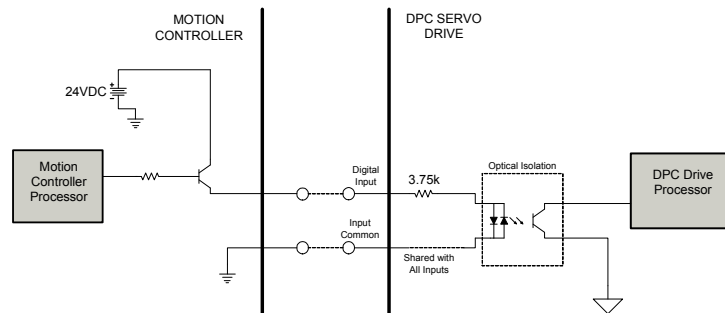 MOTION
CONTROLLER
DPC SERVO
DRIVE
24VDC
+
-
Motion
Controller
Processor
Digital
Input
3.75k
Optical Isolation
DPC Drive
Processor
Input
Common
Shared with
All Inputs